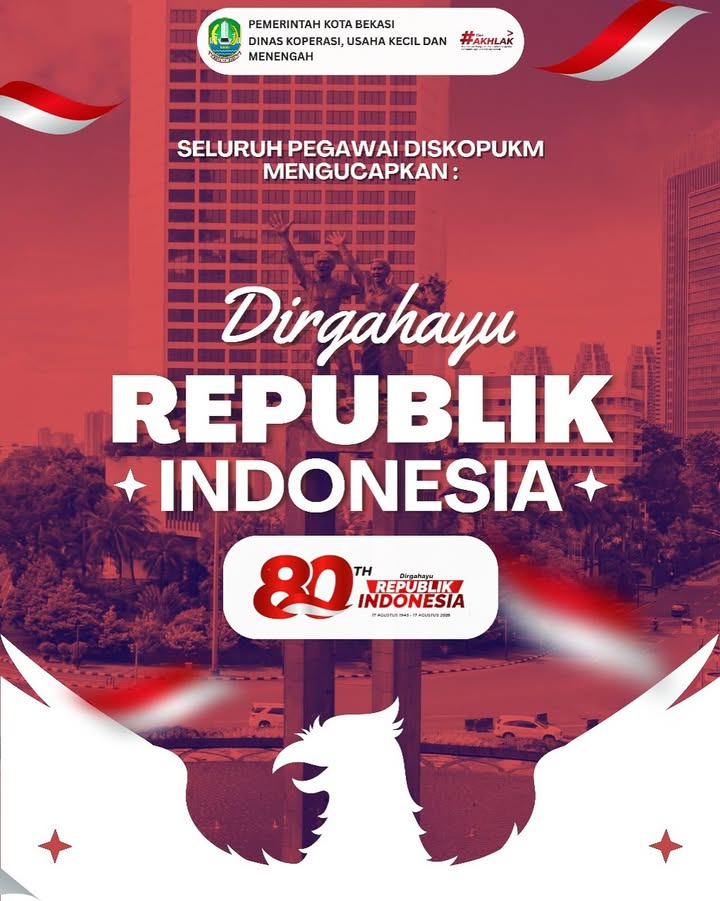 PEMERINTAH KOTA BEKASI
DINAS KOPERASI, USAHA KECIL DAN
MENENGAH
#AKHLAK
SELURUH PEGAWAI DISKOPUKM
MENGUCAPKAN :
Dirgahayu
REPUBLIK
INDONESIA
80TH
Dirgahayu
REPUBLIK
INDONESIA
17 AGUSTUS 1945 - 17 AGUSTUS 2025